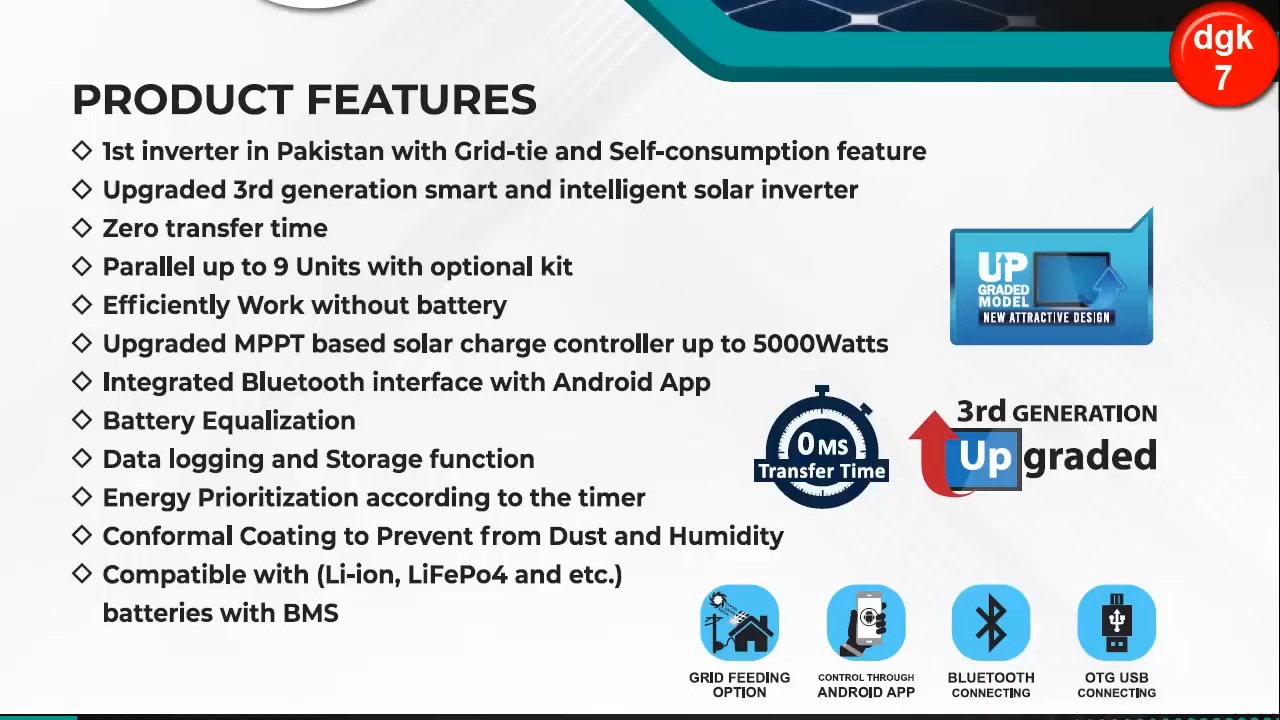 dgk
7
PRODUCT FEATURES
1st inverter in Pakistan with Grid-tie and Self-consumption feature
Upgraded 3rd generation smart and intelligent solar inverter
Zero transfer time
Parallel up to 9 Units with optional kit
Efficiently Work without battery
Upgraded MPPT based solar charge controller up to 5000Watts
Integrated Bluetooth interface with Android App
Battery Equalization
Data logging and Storage function
Energy Prioritization according to the timer
Conformal Coating to Prevent from Dust and Humidity
Compatible with (Li-ion, LiFePo4 and etc.)
batteries with BMS
UP
GRADED
MODEL
NEW ATTRACTIVE DESIGN
0 MS
Transfer Time
3rd GENERATION
Upgraded
GRID FEEDING
OPTION
CONTROL THROUGH
ANDROID APP
BLUETOOTH
CONNECTING
OTG USB
CONNECTING